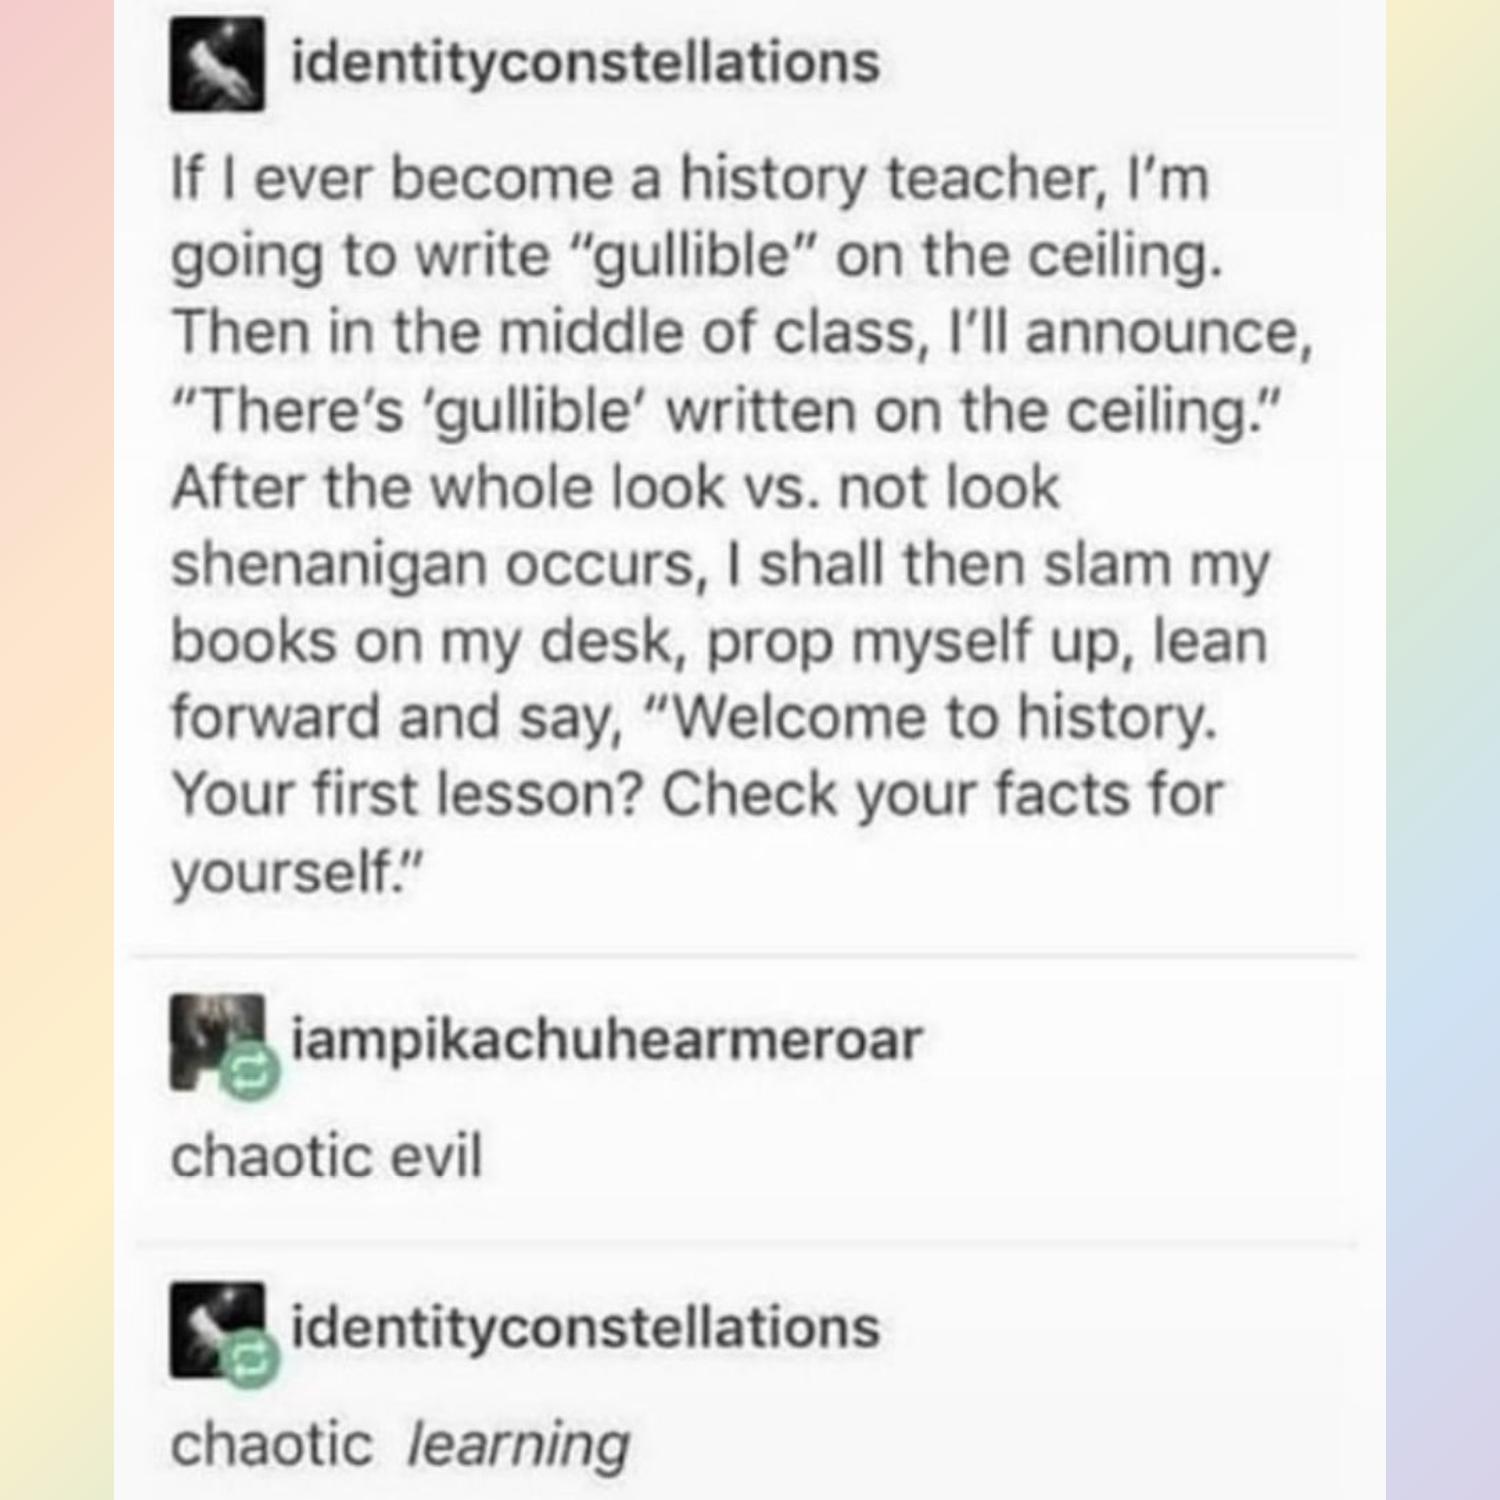 identityconstellations
If I ever become a history teacher, I'm
going to write "gullible" on the ceiling.
Then in the middle of class, I'll announce,
"There's 'gullible' written on the ceiling."
After the whole look vs. not look
shenanigan occurs, I shall then slam my
books on my desk, prop myself up, lean
forward and say, "Welcome to history.
Your first lesson? Check your facts for
yourself."
iampikachuhearmeroar
chaotic evil
identityconstellations
chaotic learning